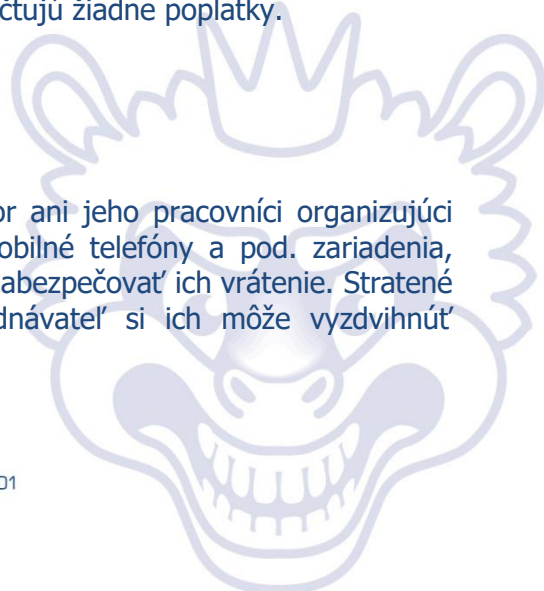 žiadne poplatky.
or ani jeho pracovníci organizujúci
obilné telefóny a pod. zariadenia,
abezpečovať ich vrátenie. Stratené
dnávateľ si ich môže vyzdvihnúť
01